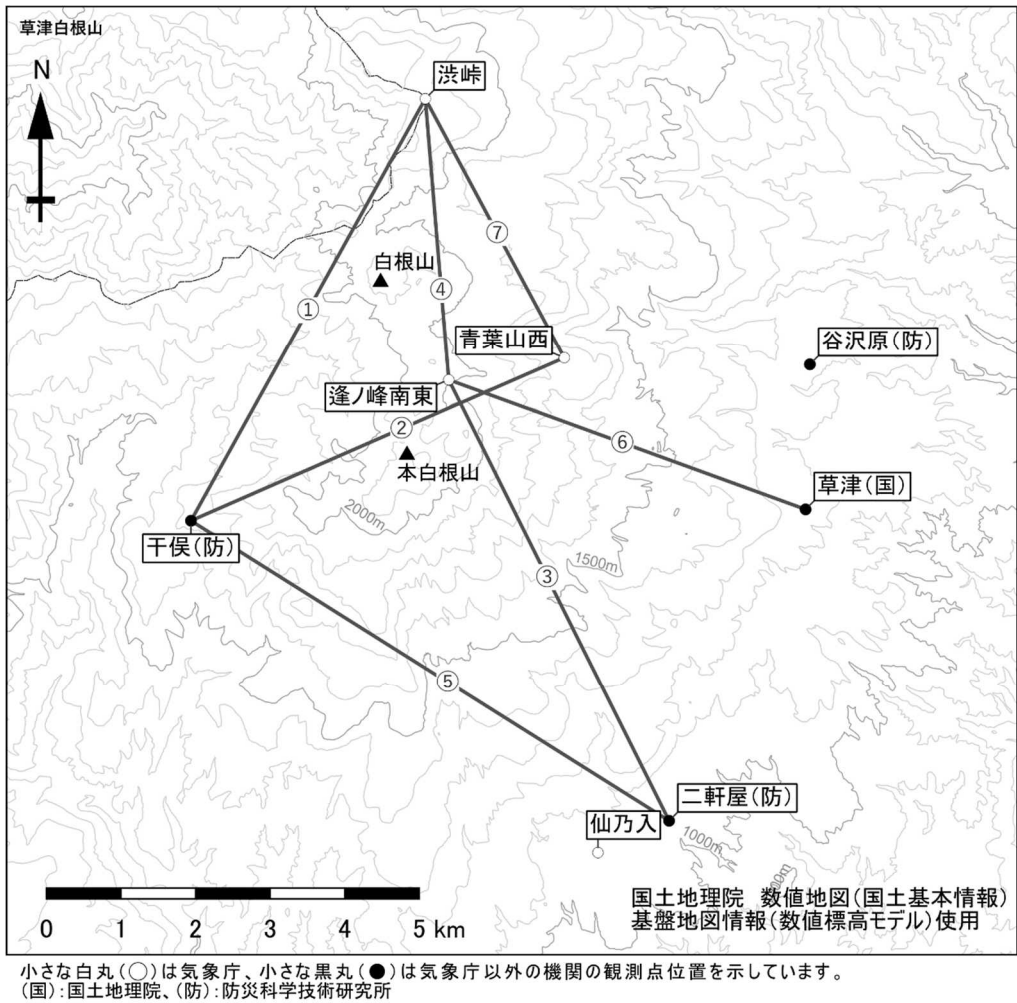 草津白根山
N
渋峠
⑦
白根山
④
①
青葉山西
谷沢原(防)
逢ノ峰南東
②
⑥
本白根山
草津(国)
2000m
干俣(防)
1500m
③
⑤
二軒屋(防)
仙乃入
1000m
国土地理院 数値地図(国土基本情報)
基盤地図情報(数値標高モデル)使用
0 1 2 3 4 5 km
小さな白丸(○)は気象庁、小さな黒丸(●)は気象庁以外の機関の観測点位置を示しています。
(国):国土地理院、(防):防災科学技術研究所